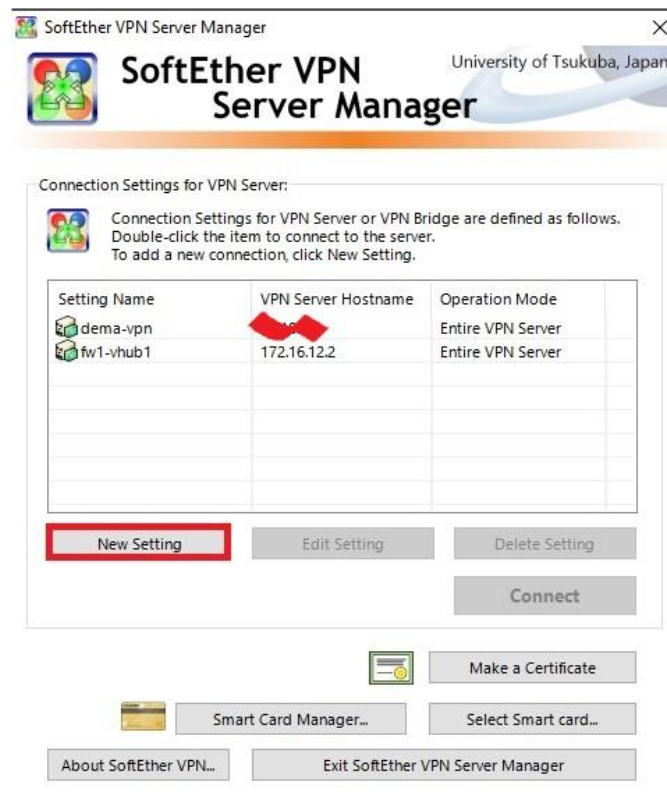 SoftEther VPN Server Manager
SoftEther VPN
Server Manager
University of Tsukuba, Japan
Connection Settings for VPN Server:
Connection Settings for VPN Server or VPN Bridge are defined as follows.
Double-click the item to connect to the server.
To add a new connection, click New Setting.
Setting Name VPN Server Hostname Operation Mode
dema-vpn Entire VPN Server
fw1-vhub1 172.16.12.2 Entire VPN Server
New Setting Edit Setting Delete Setting
Connect
Make a Certificate
Smart Card Manager... Select Smart card...
About SoftEther VPN... Exit SoftEther VPN Server Manager